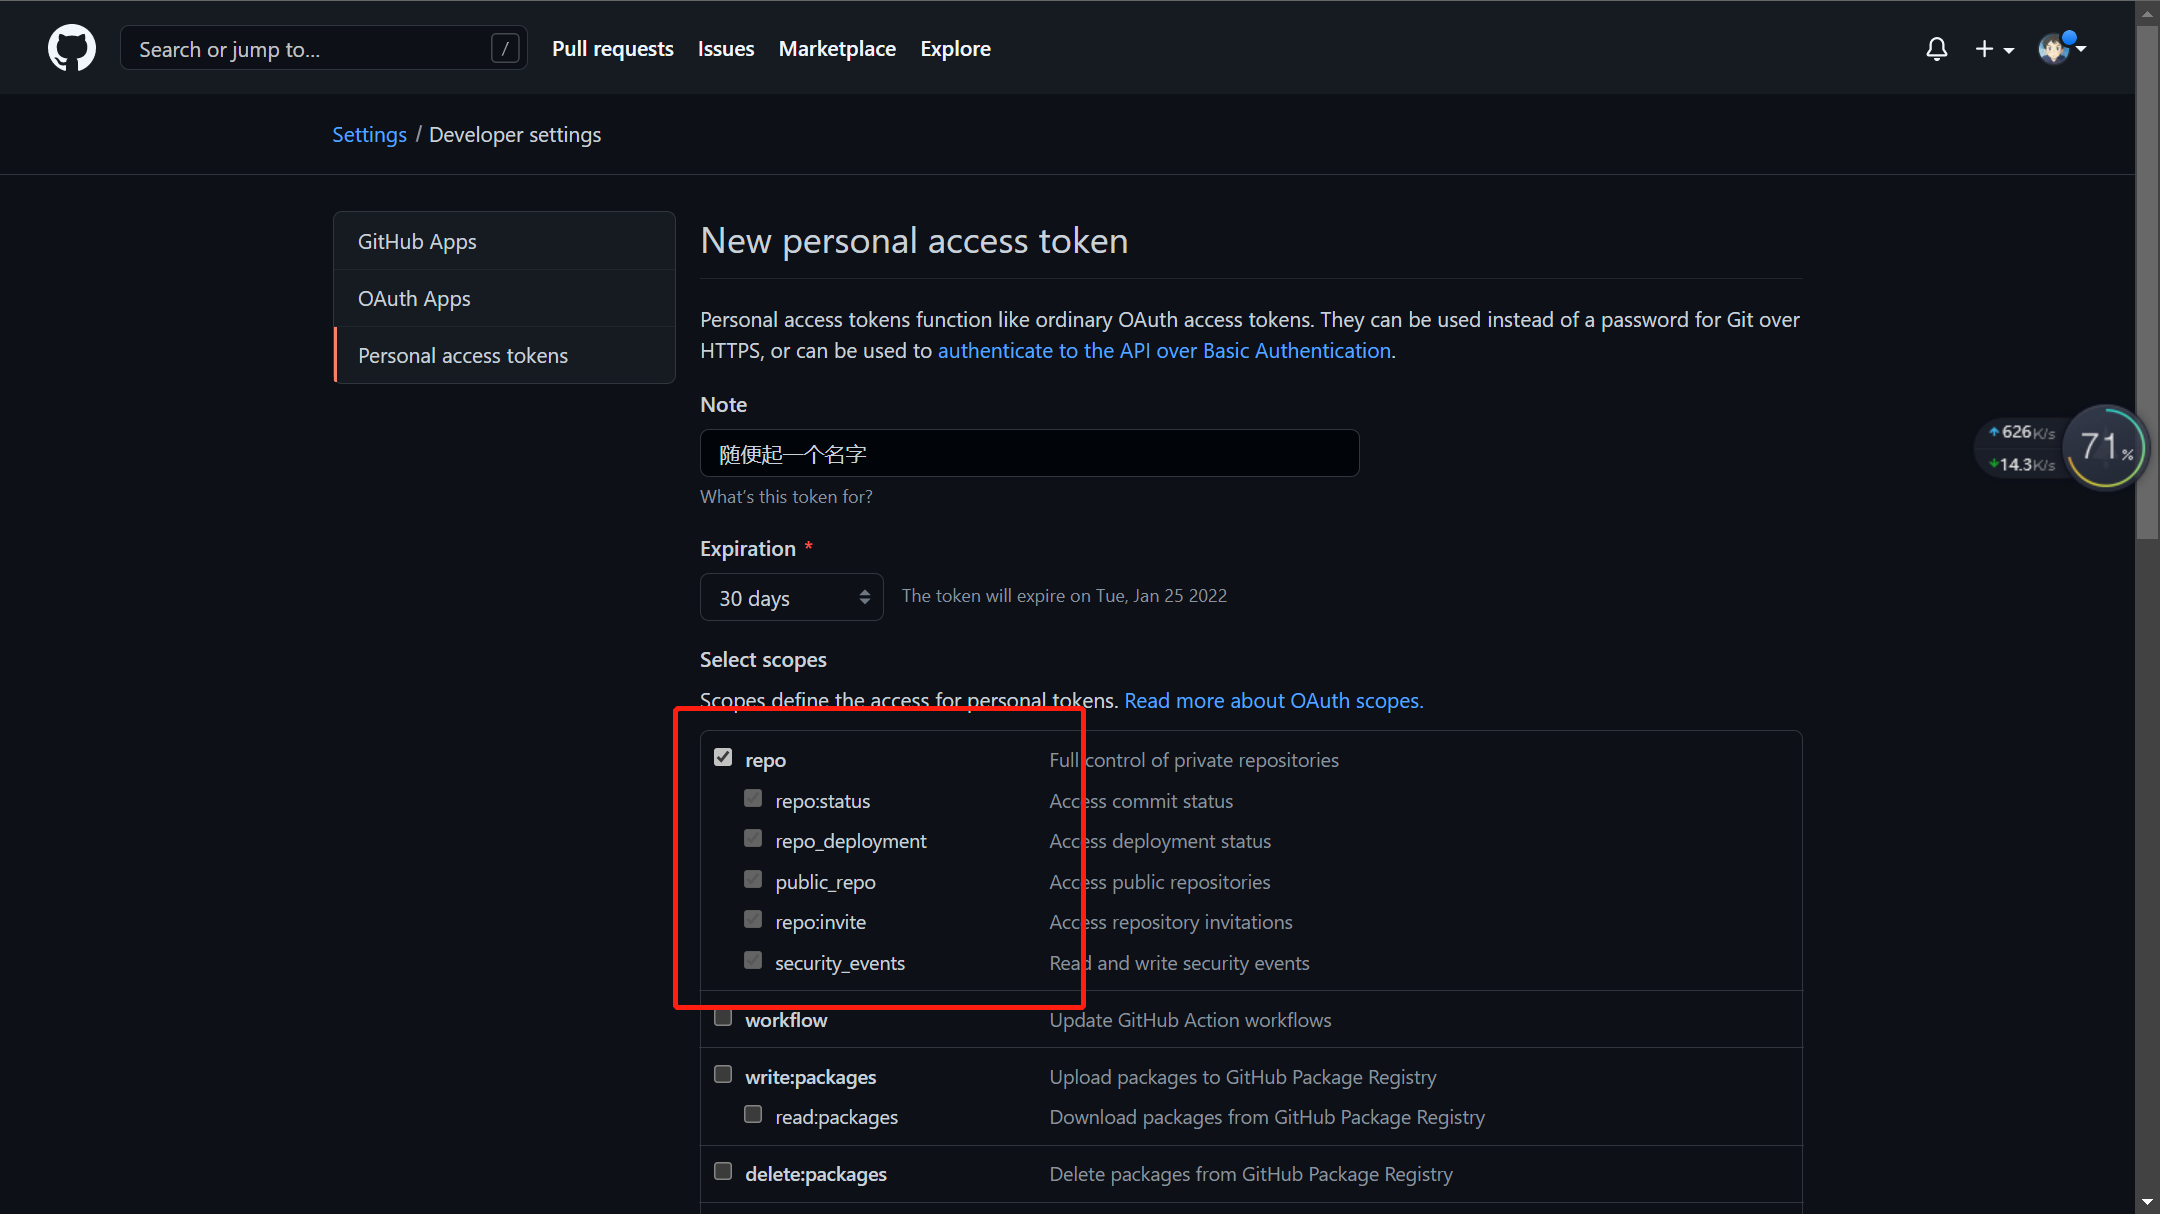 Search or jump to...
/
Pull requests
Issues
Marketplace
Explore
Settings / Developer settings
GitHub Apps
OAuth Apps
Personal access tokens
New personal access token
Personal access tokens function like ordinary OAuth access tokens. They can be used instead of a password for Git over
HTTPS, or can be used to authenticate to the API over Basic Authentication.
Note
随便起一个名字
What's this token for?
Expiration *
30 days
The token will expire on Tue, Jan 25 2022
Select scopes
Scopes define the access for personal tokens. Read more about OAuth scopes.
repo Full control of private repositories
repo:status Access commit status
repo_deployment Access deployment status
public_repo Access public repositories
repo:invite Access repository invitations
security_events Read and write security events
workflow Update GitHub Action workflows
write:packages Upload packages to GitHub Package Registry
read:packages Download packages from GitHub Package Registry
delete:packages Delete packages from GitHub Package Registry
626K/s
14.3K/s
71%